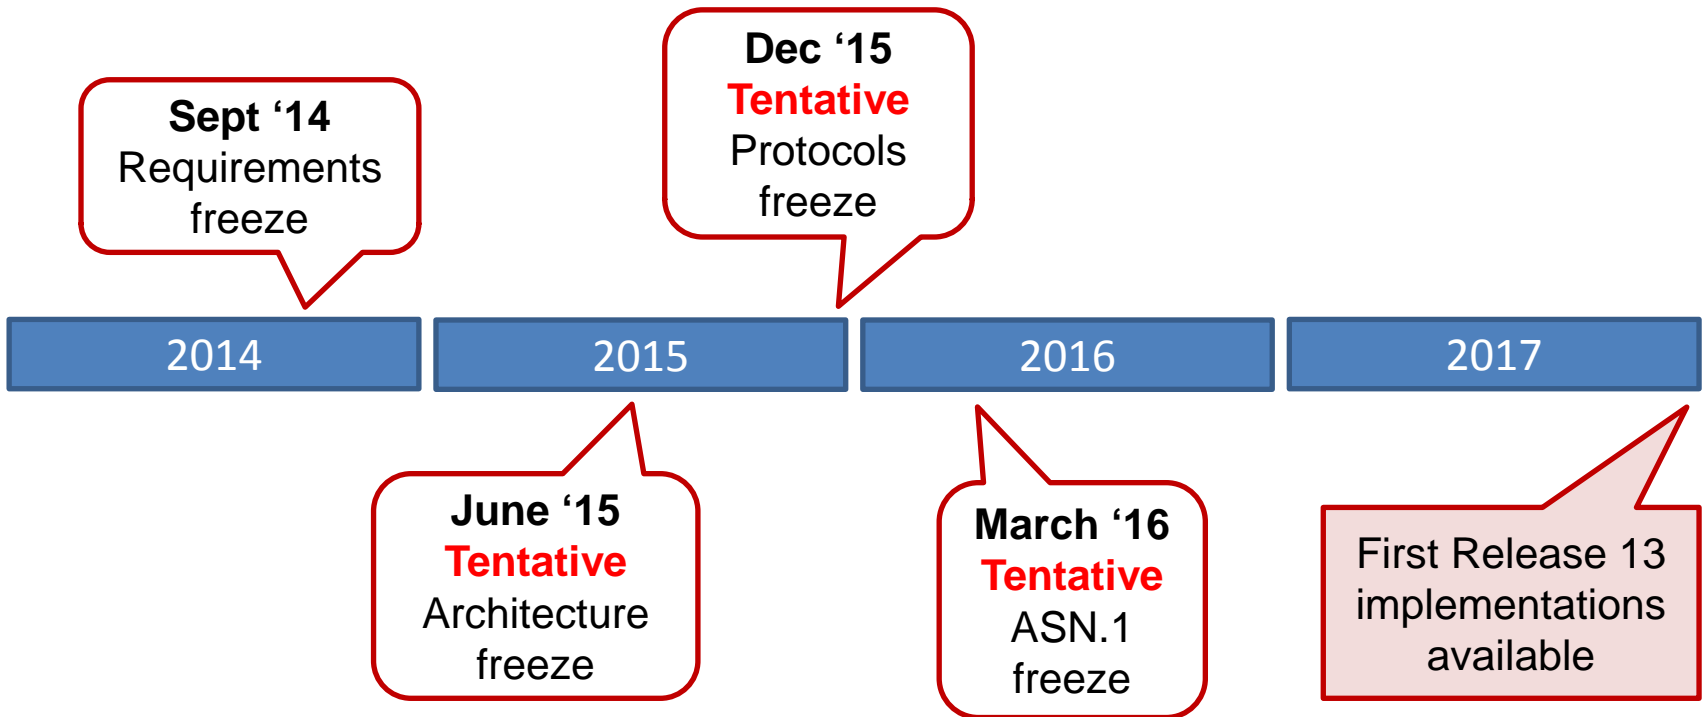 Dec ‘15
Tentative
Protocols
freeze
Sept ‘14
Requirements
freeze
2014
2015
2016
2017
June ‘15
Tentative
Architecture
freeze
March ‘16
Tentative
ASN.1
freeze
First Release 13
implementations
available